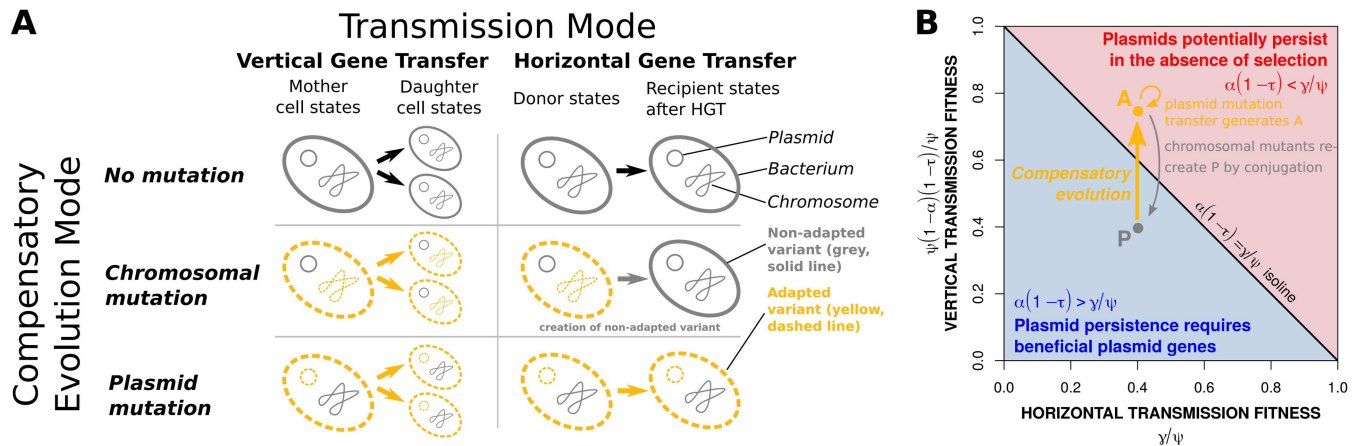 A
Transmission Mode
Vertical Gene Transfer
Horizontal Gene Transfer
Mother
cell states
Daughter
cell states
Donor states
Recipient states
after HGT
Compensatory
Evolution Mode
No mutation
Plasmid
Bacterium
Chromosome
Chromosomal
mutation
Non-adapted
variant (grey,
solid line)
Adapted
variant (yellow,
dashed line)
creation of non-adapted variant
Plasmid
mutation
B
VERTICAL TRANSMISSION FITNESS
ψ(1−α)(1−τ)/ψ
1.0
0.8
0.6
0.4
0.2
0.0
Plasmids potentially persist
in the absence of selection
α(1−τ) < γ/ψ
A
plasmid mutation
transfer generates A
chromosomal mutants re-
create P by conjugation
Compensatory
evolution
P
α(1−τ) = γ/ψ isoline
α(1−τ) > γ/ψ
Plasmid persistence requires
beneficial plasmid genes
0.0 0.2 0.4 0.6 0.8 1.0
HORIZONTAL TRANSMISSION FITNESS
γ/ψ